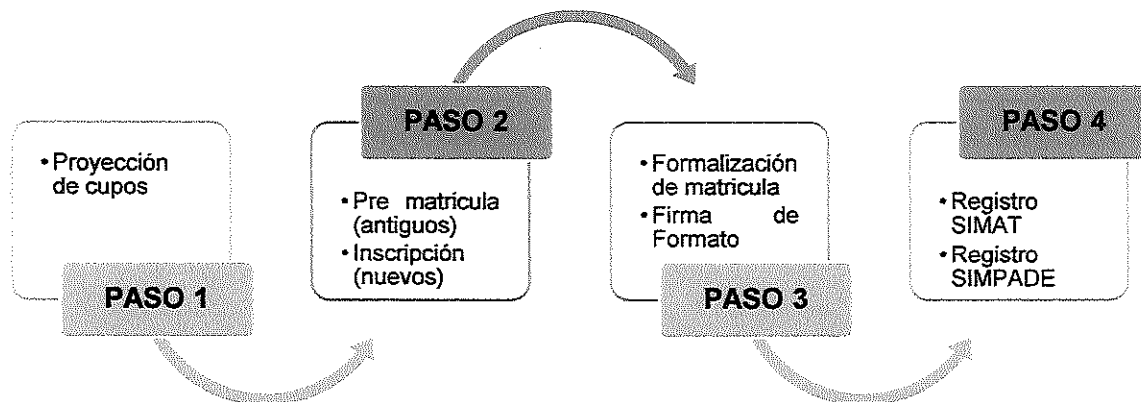 • Proyección
de cupos
PASO 1
PASO 2
• Pre matricula
(antiguos)
• Inscripción
(nuevos)
• Formalización
de matricula
• Firma de
Formato
PASO 3
PASO 4
• Registro
SIMAT
• Registro
SIMPADE